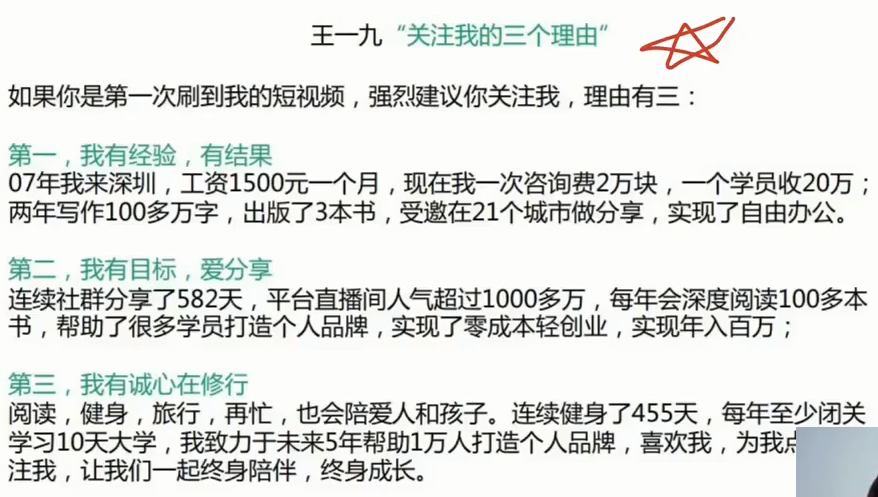 王一九“关注我的三个理由”
如果你是第一次刷到我的短视频，强烈建议你关注我，理由有三：
第一，我有经验，有结果
07年我来深圳，工资1500元一个月，现在我一次咨询费2万块，一个学员收20万；
两年写作100多万字，出版了3本书，受邀在21个城市做分享，实现了自由办公。
第二，我有目标，爱分享
连续社群分享了582天，平台直播间人气超过1000多万，每年会深度阅读100多本
书，帮助了很多学员打造个人品牌，实现了零成本轻创业，实现年入百万；
第三，我有诚心在修行
阅读，健身，旅行，再忙，也会陪爱人和孩子。连续健身了455天，每年至少闭关
学习10天大学，我致力于未来5年帮助1万人打造个人品牌，喜欢我，为我点
注我，让我们一起终身陪伴，终身成长。